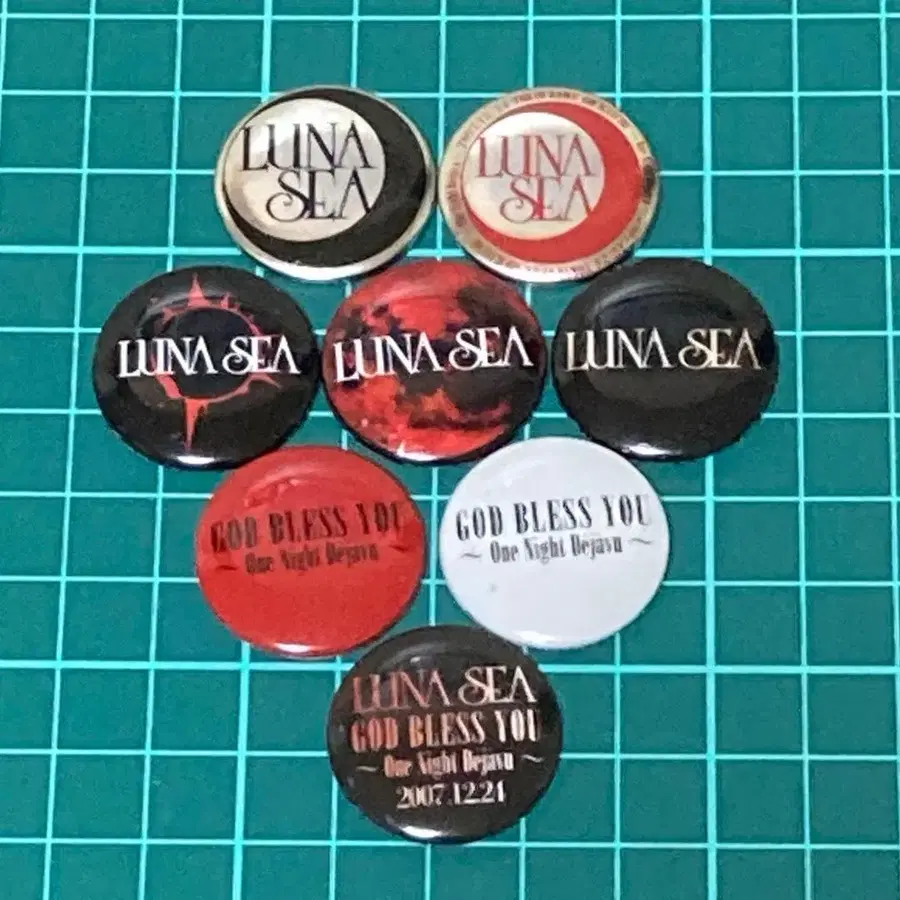 LUNA
SEA
LUNA
SEA
LUNA SEA
LUNA SEA
LUNA SEA
GOD BLESS YOU
~ One Night Dejavu ~
GOD BLESS YOU
~ One Night Dejavu ~
LUNA SEA
GOD BLESS YOU
~ One Night Dejavu ~
2007.12.24